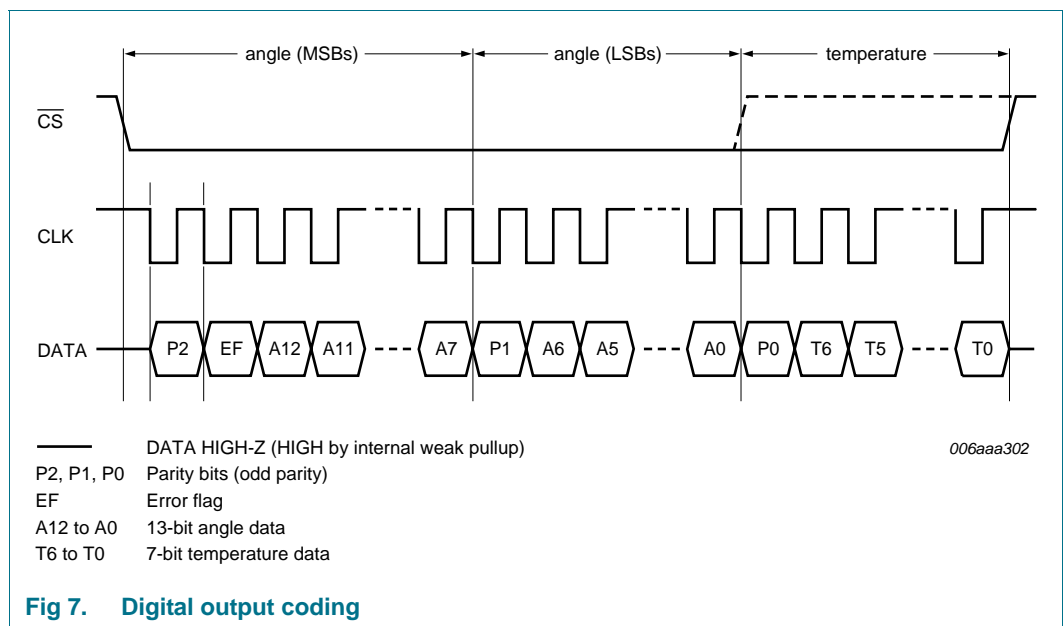 angle (MSBs) angle (LSBs) temperature
CS
CLK
DATA P2 EF A12 A11 A7 P1 A6 A5 A0 P0 T6 T5 T0
DATA HIGH-Z (HIGH by internal weak pullup) 006aaa302
P2, P1, P0 Parity bits (odd parity)
EF Error flag
A12 to A0 13-bit angle data
T6 to T0 7-bit temperature data
Fig 7. Digital output coding